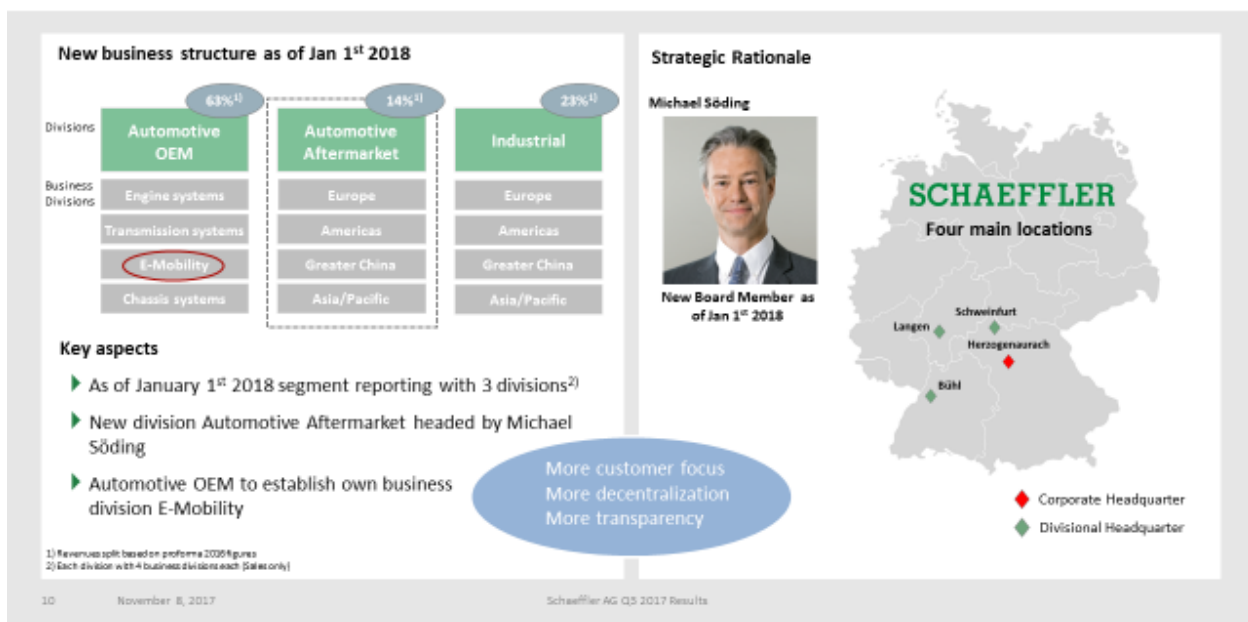 New business structure as of Jan 1st 2018
63%1)
14%1)
23%1)
Divisions
Automotive
OEM
Automotive
Aftermarket
Industrial
Business
Divisions
Engine systems
Europe
Europe
Transmission systems
Americas
Americas
E-Mobility
Greater China
Greater China
Chassis systems
Asia/Pacific
Asia/Pacific
Key aspects
As of January 1st 2018 segment reporting with 3 divisions2)
New division Automotive Aftermarket headed by Michael
Söding
Automotive OEM to establish own business
division E-Mobility
More customer focus
More decentralization
More transparency
1) Revenues split based on proforma 2016 figures
2) Each division with 4 business divisions each (Sales only)
Strategic Rationale
Michael Söding
New Board Member as
of Jan 1st 2018
SCHAEFFLER
Four main locations
Schweinfurt
Langen
Herzogenaurach
Bühl
Corporate Headquarter
Divisional Headquarter
10
November 8, 2017
Schaeffler AG Q3 2017 Results